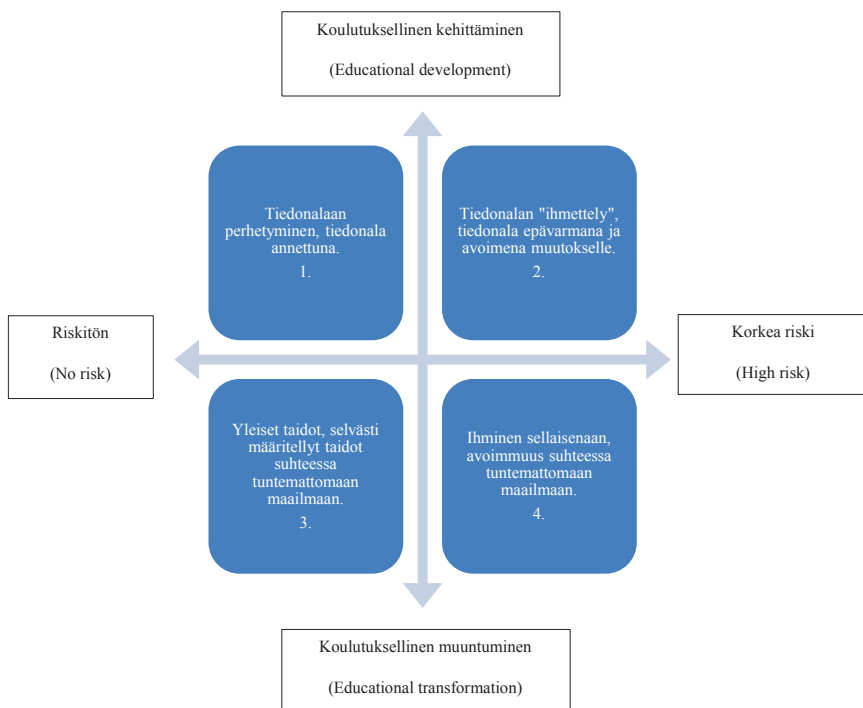 Koulutuksellinen kehittäminen
(Educational development)
Tiedonalaan
perhetyminen, tiedonala
annettuna.
1.
Tiedonalan "ihmettely",
tiedonala epävarmana ja
avoimena muutokselle.
2.
Riskitön
(No risk)
Korkea riski
(High risk)
Yleiset taidot, selvästi
määritellyt taidot
suhteessa
tuntemattomaan
maailmaan.
3.
Ihminen sellaisenaan,
avoimmuus suhteessa
tuntemattomaan
maailmaan.
4.
Koulutuksellinen muuntuminen
(Educational transformation)